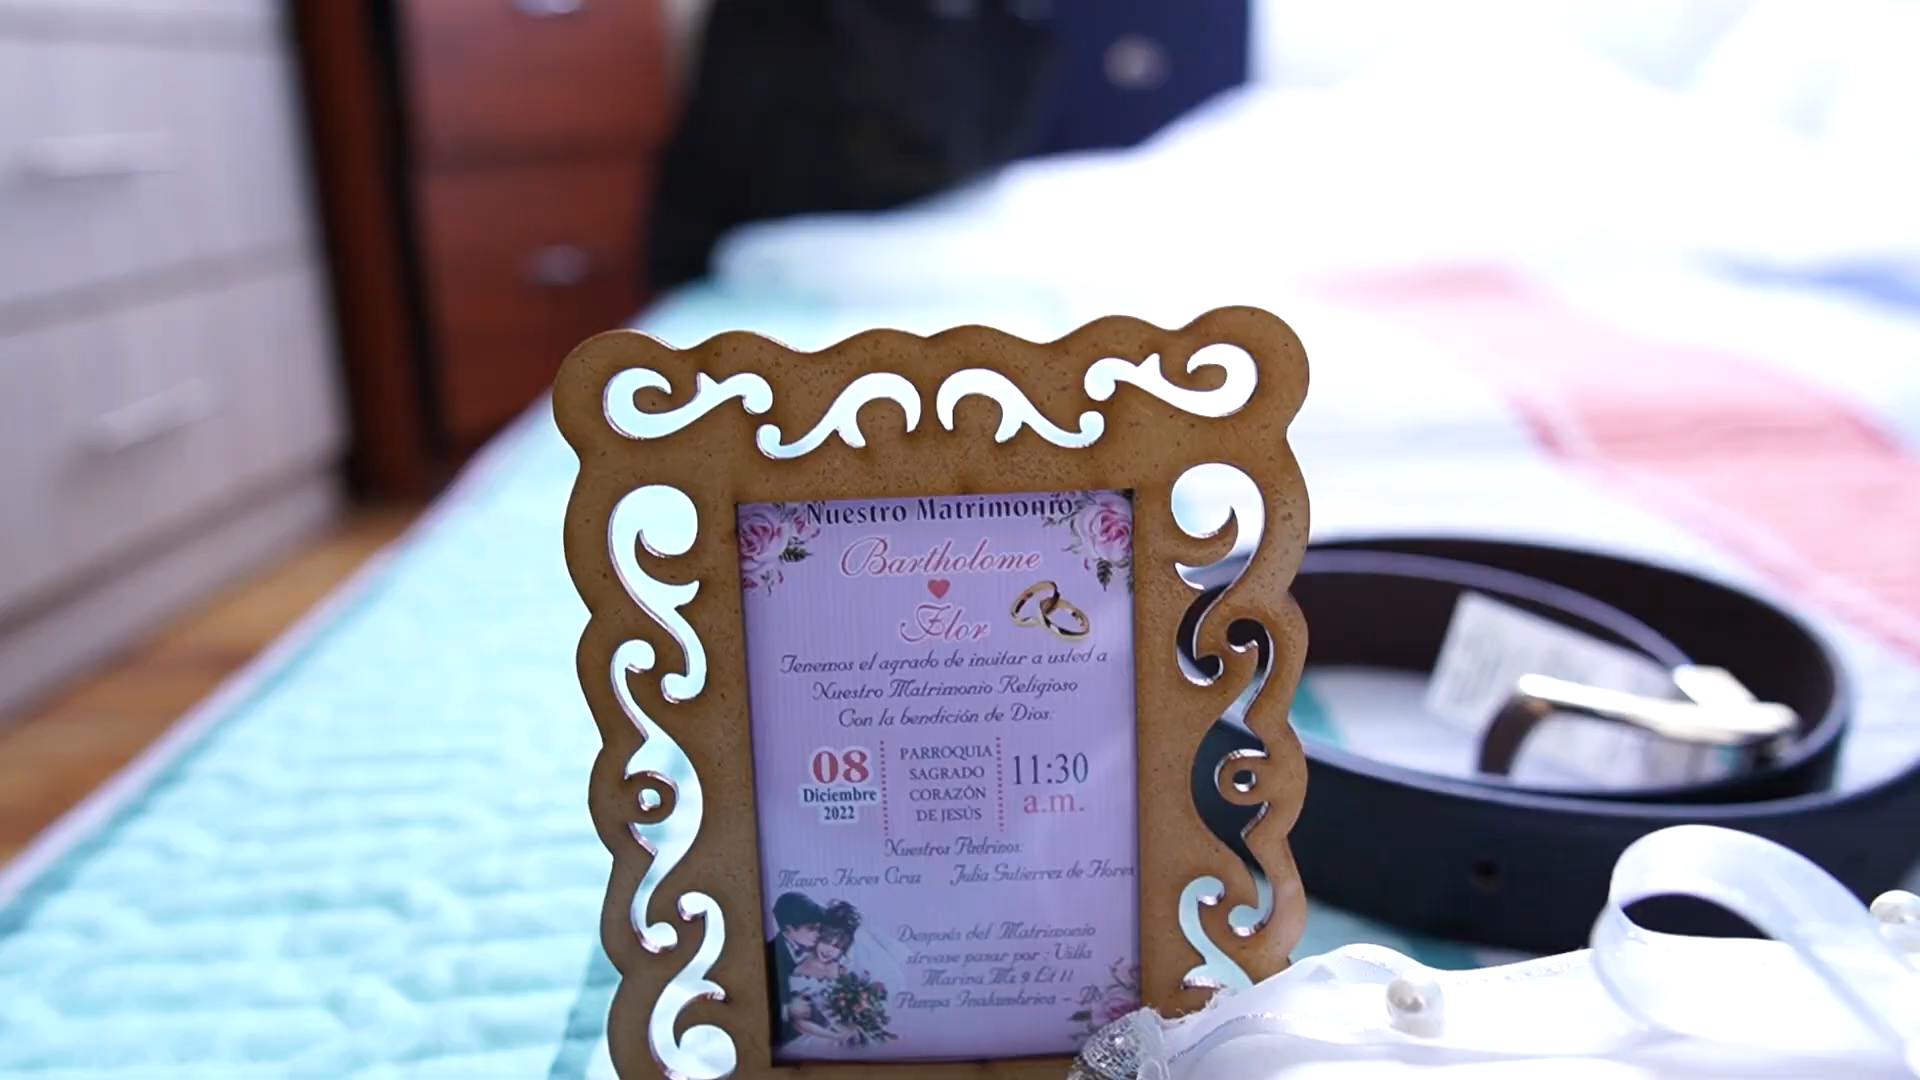 Nuestro Matrimonio
Bartholome
Flor
Tenemos el agrado de invitar a usted a
Nuestro Matrimonio Religioso
Con la bendición de Dios:
08
Diciembre
2022
PARROQUIA
SAGRADO
CORAZÓN
DE JESÚS
11:30
a.m.
Nuestros Padrinos:
Mauro Flores Cruz Julia Gutierrez de Flores
Después del Matrimonio
sírvase pasar por : Villa
Marina Mz 9 Lt 11
Pampa Inalambrica -